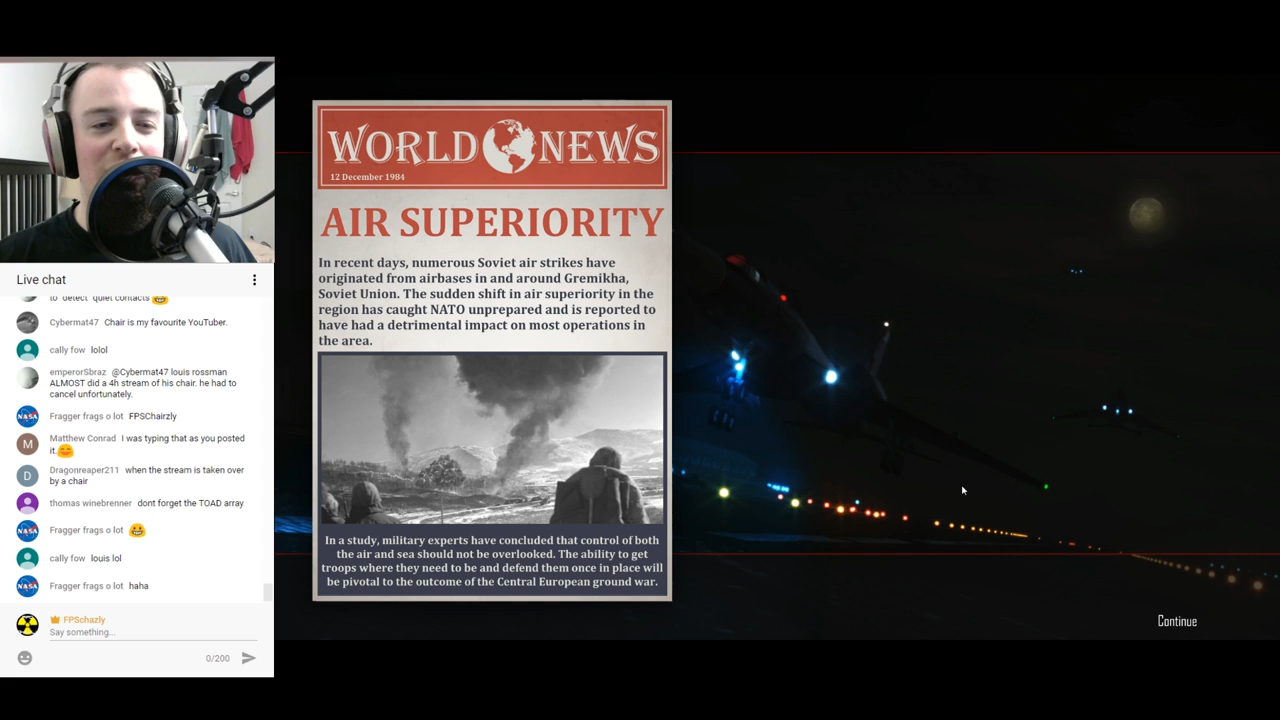 WORLD NEWS
12 December 1984
AIR SUPERIORITY
In recent days, numerous Soviet air strikes have
originated from airbases in and around Gremikha,
Soviet Union. The sudden shift in air superiority in the
region has caught NATO unprepared and is reported to
have had a detrimental impact on most operations in
the area.
In a study, military experts have concluded that control of both
the air and sea should not be overlooked. The ability to get
troops where they need to be and defend them once in place will
be pivotal to the outcome of the Central European ground war.
Continue
Live chat
to detect quiet contacts
Cybermat47 Chair is my favourite YouTuber.
cally fow lolol
emperorSbraz @Cybermat47 louis rossman
ALMOST did a 4h stream of his chair. he had to
cancel unfortunately.
Fragger frags o lot FPSChairzly
Matthew Conrad I was typing that as you posted
it.
Dragonreaper211 when the stream is taken over
by a chair
thomas winebrenner dont forget the TOAD array
Fragger frags o lot
cally fow louis lol
Fragger frags o lot haha
FPSchazly
Say something...
0/200
NASA
M
NASA
D
NASA
NASA